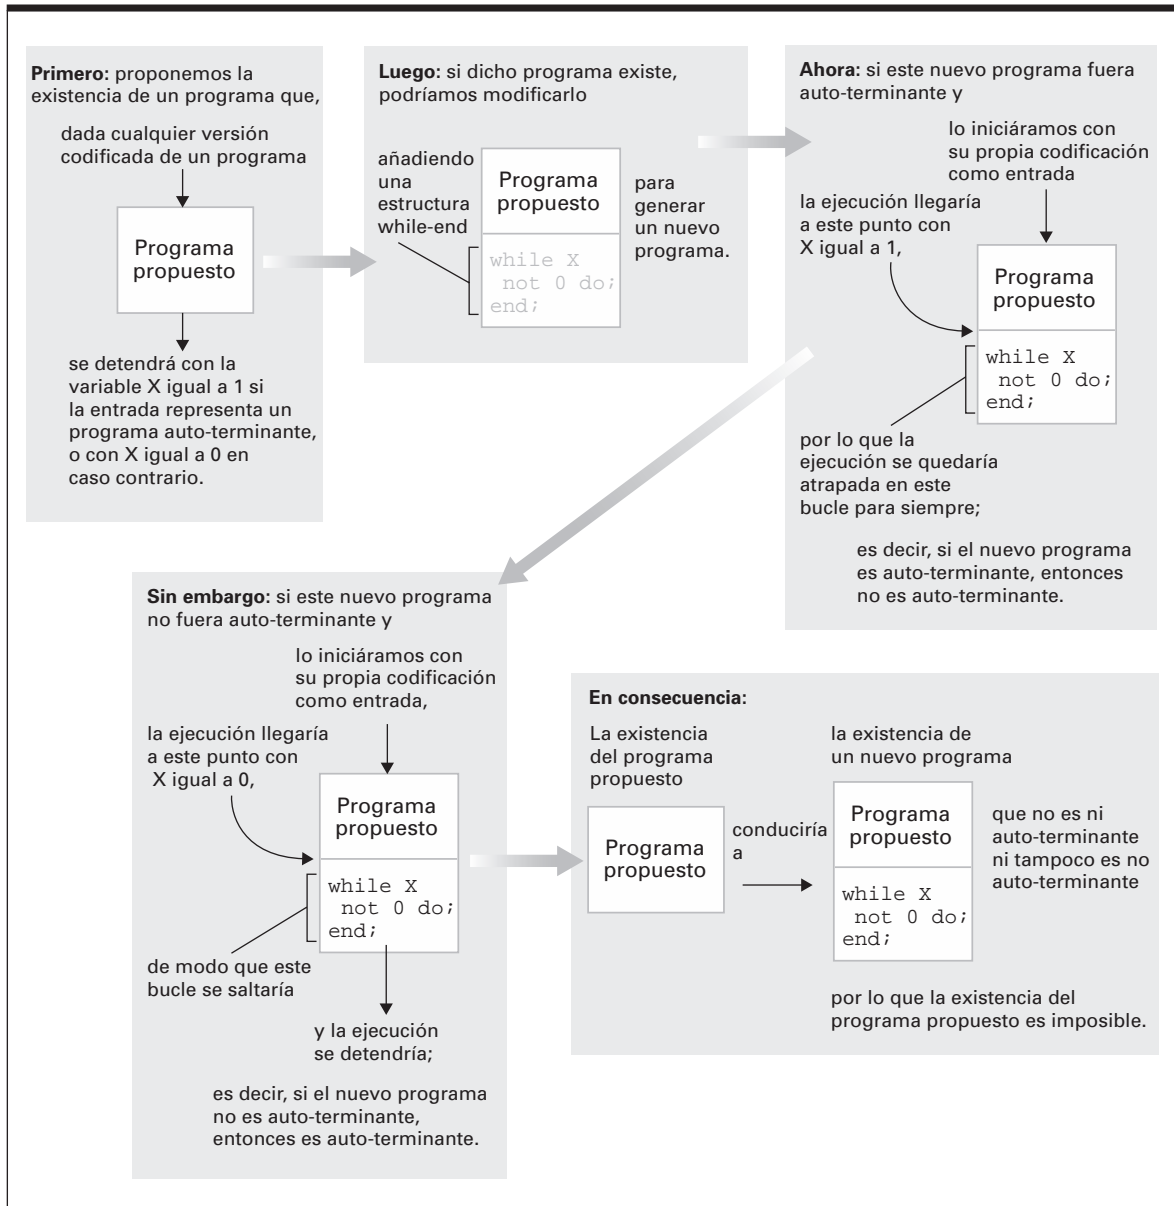 Primero: proponemos la
existencia de un programa que,
dada cualquier versión
codificada de un programa
Programa
propuesto
se detendrá con la
variable X igual a 1 si
la entrada representa un
programa auto-terminante,
o con X igual a 0 en
caso contrario.
Luego: si dicho programa existe,
podríamos modificarlo
añadiendo
una
estructura
while-end
Programa
propuesto
while X
not 0 do;
end;
para
generar
un nuevo
programa.
Ahora: si este nuevo programa fuera
auto-terminante y
lo iniciáramos con
su propia codificación
como entrada
la ejecución llegaría
a este punto con
X igual a 1,
Programa
propuesto
while X
not 0 do;
end;
por lo que la
ejecución se quedaría
atrapada en este
bucle para siempre;
es decir, si el nuevo programa
es auto-terminante, entonces
no es auto-terminante.
Sin embargo: si este nuevo programa
no fuera auto-terminante y
lo iniciáramos con
su propia codificación
como entrada,
la ejecución llegaría
a este punto con
X igual a 0,
Programa
propuesto
while X
not 0 do;
end;
de modo que este
bucle se saltaría
y la ejecución
se detendría;
es decir, si el nuevo programa
no es auto-terminante,
entonces es auto-terminante.
En consecuencia:
La existencia
del programa
propuesto
Programa
propuesto
conduciría
a
la existencia de
un nuevo programa
Programa
propuesto
while X
not 0 do;
end;
que no es ni
auto-terminante
ni tampoco es no
auto-terminante
por lo que la existencia del
programa propuesto es imposible.